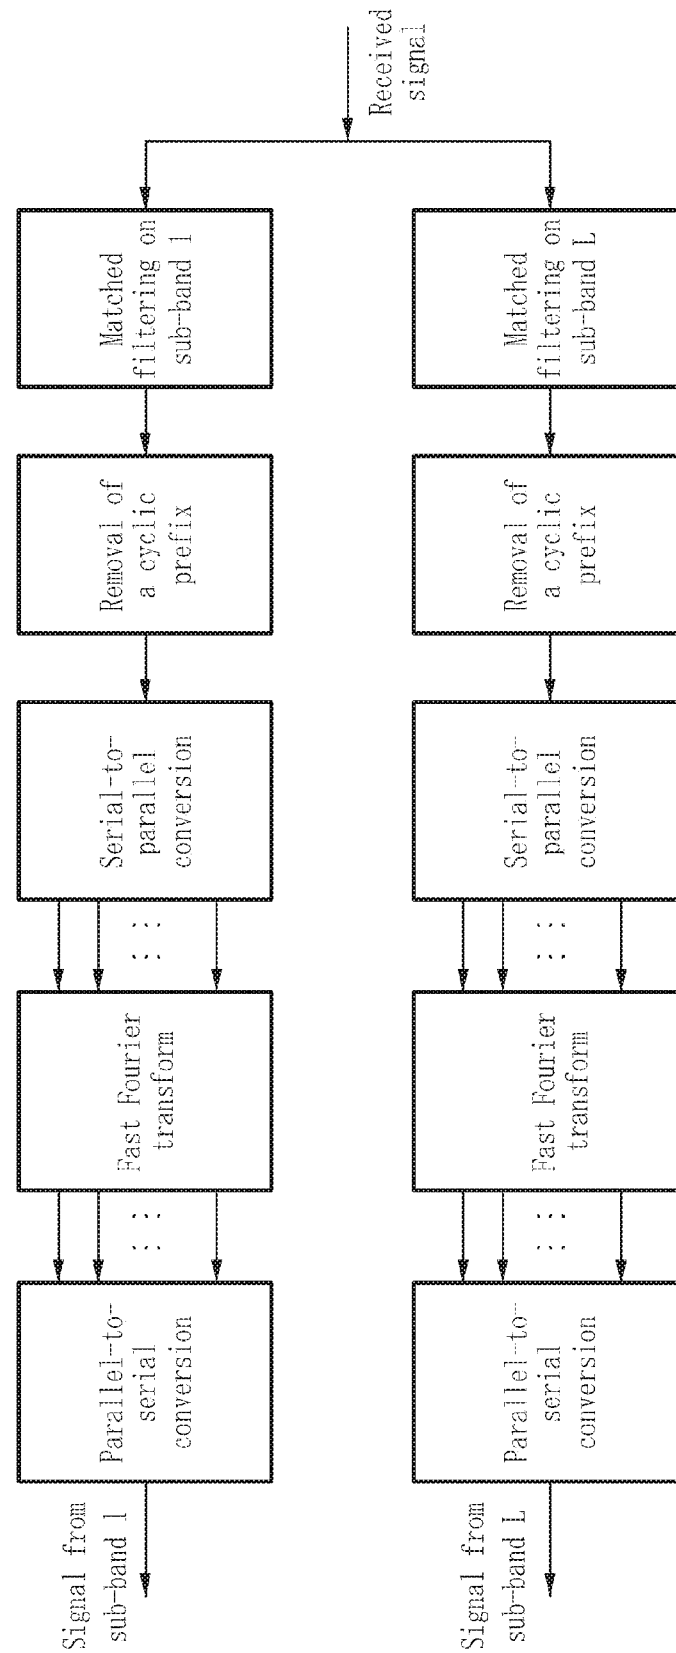 Received
signal
Matched
filtering on
sub-band 1
Removal of
a cyclic
prefix
Serial-to-
parallel
conversion
Fast Fourier
transform
Parallel-to-
serial
conversion
Signal from
sub-band 1
Matched
filtering on
sub-band L
Removal of
a cyclic
prefix
Serial-to-
parallel
conversion
Fast Fourier
transform
Parallel-to-
serial
conversion
Signal from
sub-band L